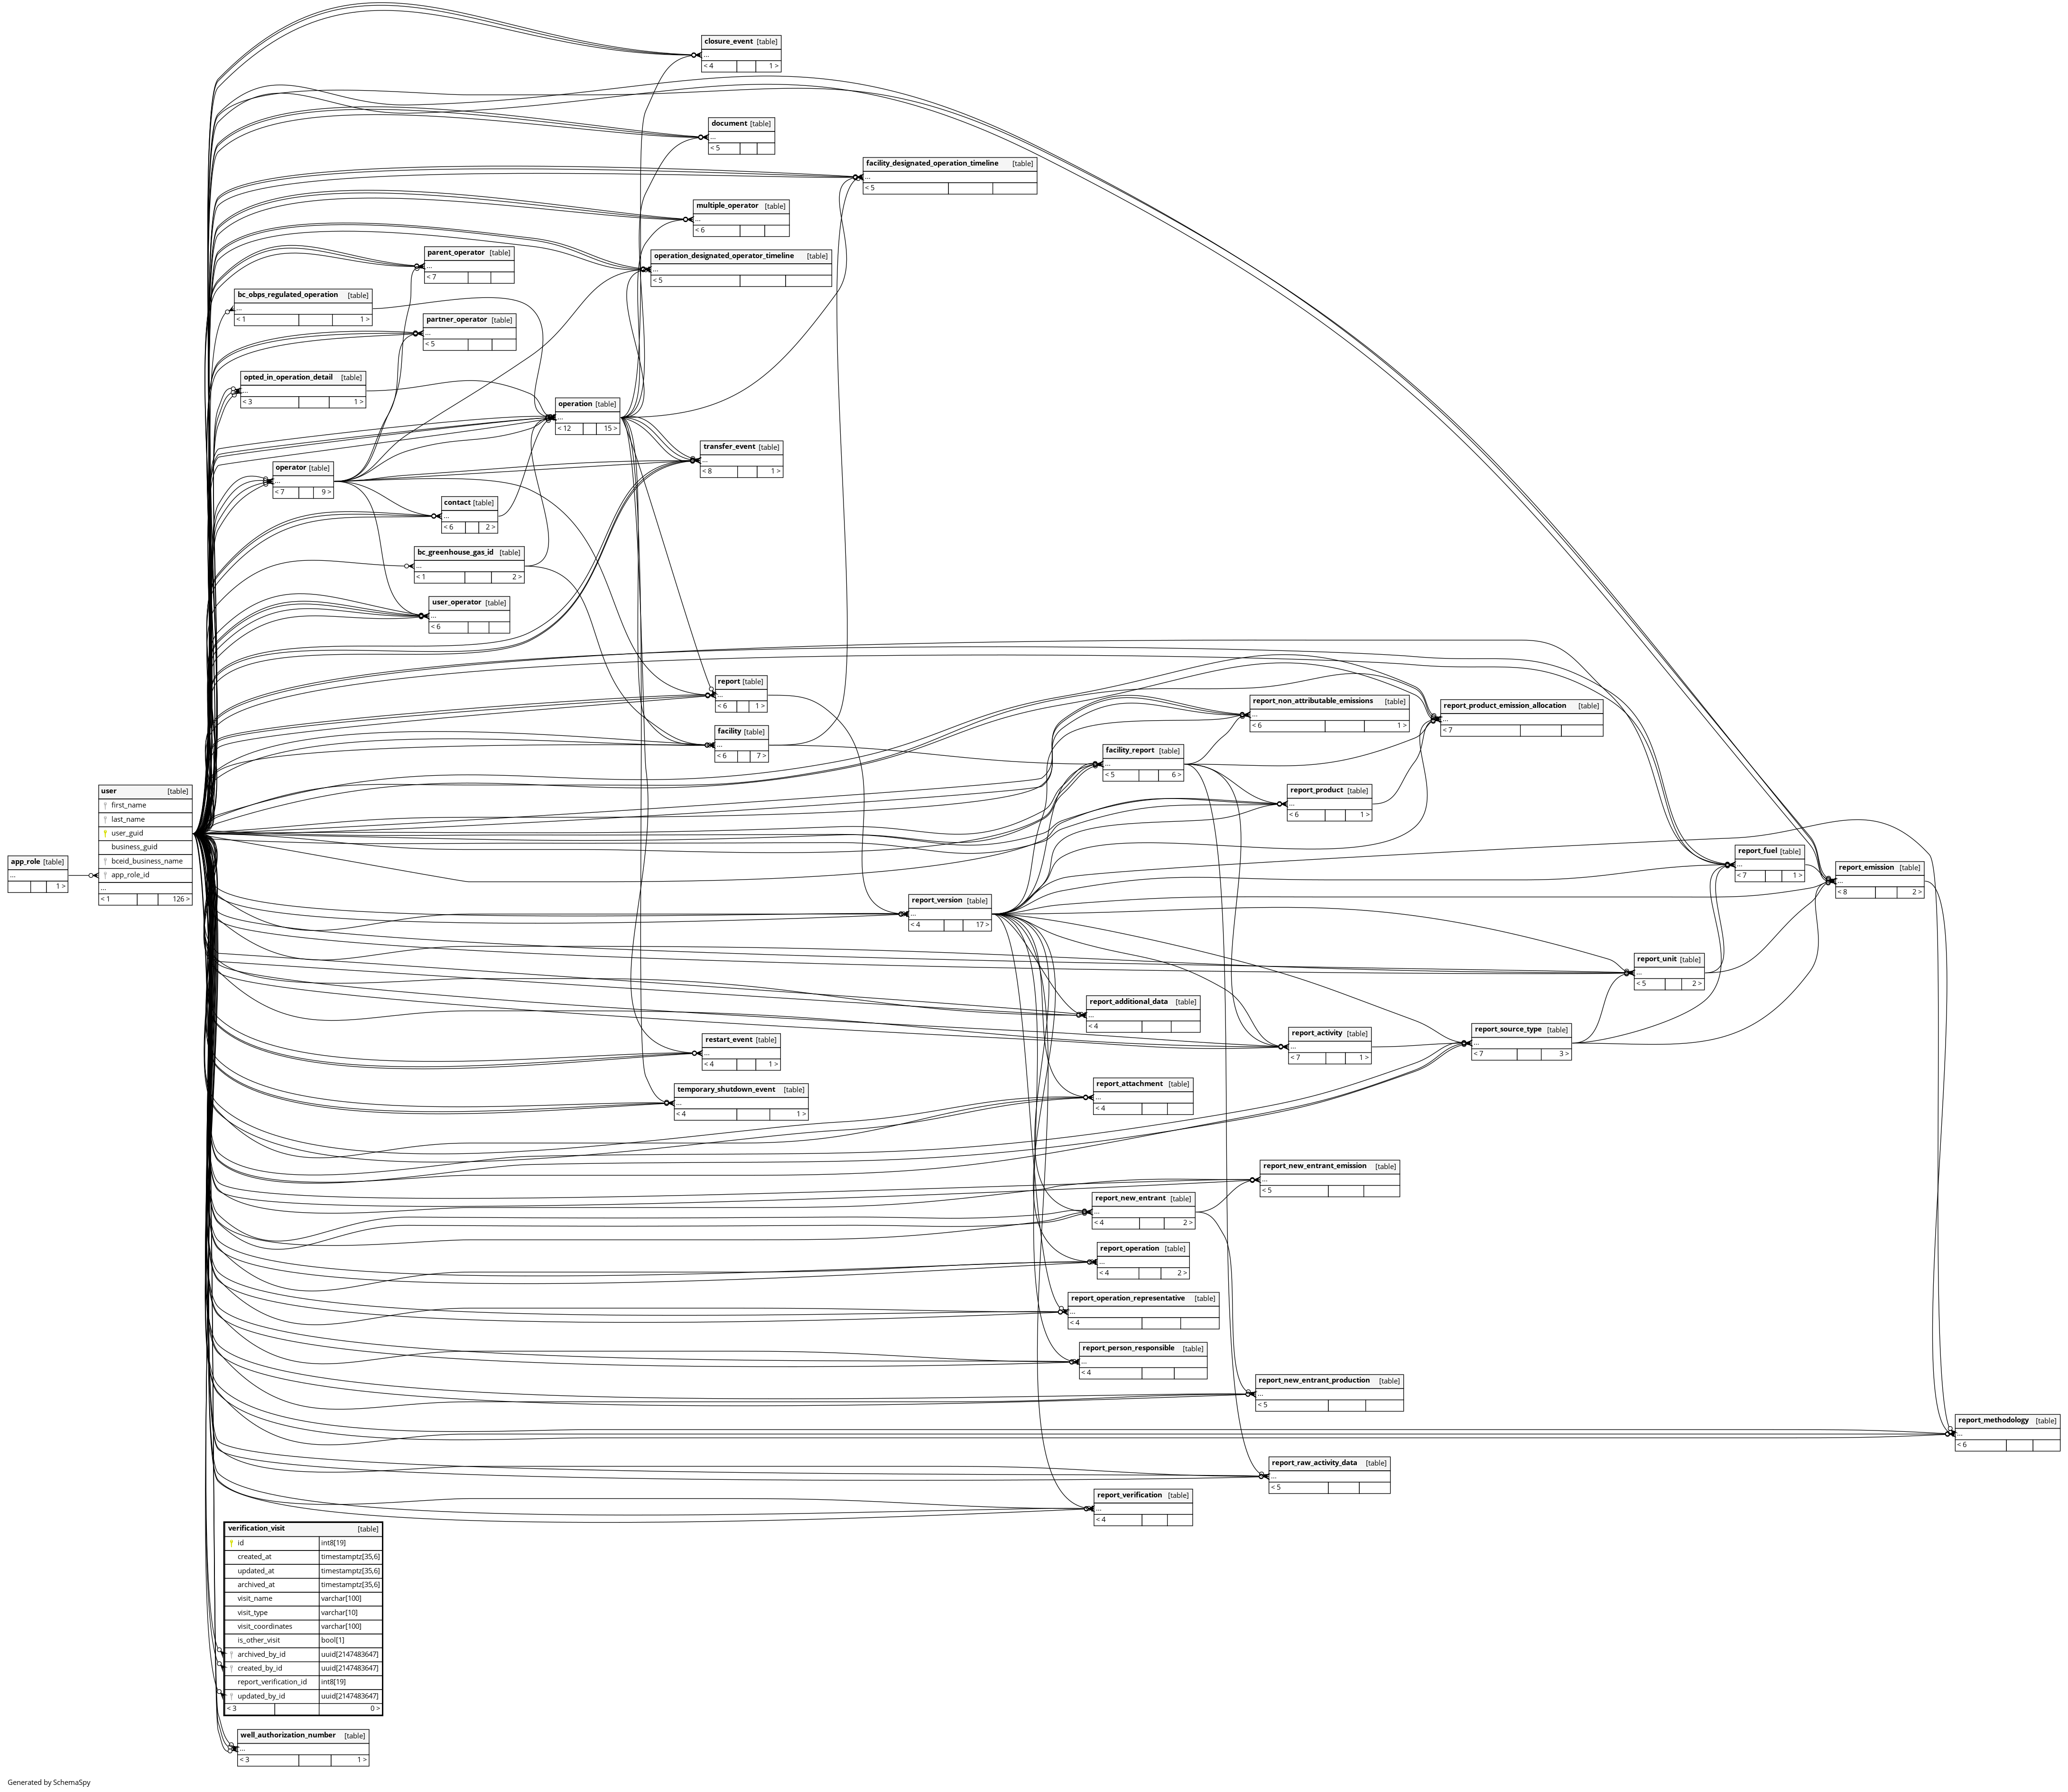 closure_event [table]
...
< 4 1 >
document [table]
...
< 5
facility_designated_operation_timeline [table]
...
< 5
multiple_operator [table]
...
< 6
parent_operator [table]
...
< 7
operation_designated_operator_timeline [table]
...
< 5
bc_obps_regulated_operation [table]
...
< 1 1 >
partner_operator [table]
...
< 5
opted_in_operation_detail [table]
...
< 3 1 >
operation [table]
...
< 12 15 >
transfer_event [table]
...
< 8 1 >
operator [table]
...
< 7 9 >
contact [table]
...
< 6 2 >
bc_greenhouse_gas_id [table]
...
< 1 2 >
user_operator [table]
...
< 6
report [table]
...
< 6 1 >
facility [table]
...
< 6 7 >
report_non_attributable_emissions [table]
...
< 6 1 >
report_product_emission_allocation [table]
...
< 7
facility_report [table]
...
< 5 6 >
report_product [table]
...
< 6 1 >
user [table]
first_name
last_name
user_guid
business_guid
bceid_business_name
app_role_id
...
< 1 126 >
app_role [table]
...
1 >
report_fuel [table]
...
< 7 1 >
report_emission [table]
...
< 8 2 >
report_version [table]
...
< 4 17 >
report_unit [table]
...
< 5 2 >
report_additional_data [table]
...
< 4
report_activity [table]
...
< 7 1 >
report_source_type [table]
...
< 7 3 >
restart_event [table]
...
< 4 1 >
temporary_shutdown_event [table]
...
< 4 1 >
report_attachment [table]
...
< 4
report_new_entrant_emission [table]
...
< 5
report_new_entrant [table]
...
< 4 2 >
report_operation [table]
...
< 4 2 >
report_operation_representative [table]
...
< 4
report_person_responsible [table]
...
< 4
report_new_entrant_production [table]
...
< 5
report_methodology [table]
...
< 6
report_raw_activity_data [table]
...
< 5
report_verification [table]
...
< 4
verification_visit [table]
id int8[19]
created_at timestamptz[35,6]
updated_at timestamptz[35,6]
archived_at timestamptz[35,6]
visit_name varchar[100]
visit_type varchar[10]
visit_coordinates varchar[100]
is_other_visit bool[1]
archived_by_id uuid[2147483647]
created_by_id uuid[2147483647]
report_verification_id int8[19]
updated_by_id uuid[2147483647]
< 3 0 >
well_authorization_number [table]
...
< 3 1 >
Generated by SchemaSpy